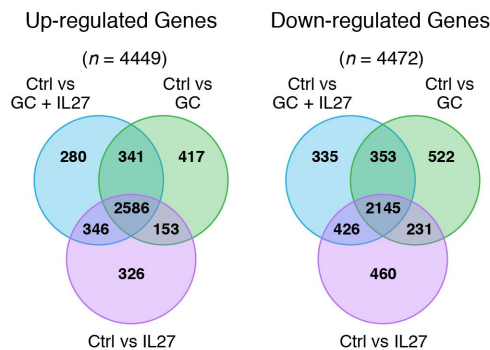 Up-regulated Genes
(n = 4449)
Ctrl vs
GC + IL27
Ctrl vs
GC
280
341
417
2586
346
153
326
Ctrl vs IL27
Down-regulated Genes
(n = 4472)
Ctrl vs
GC + IL27
Ctrl vs
GC
335
353
522
2145
426
231
460
Ctrl vs IL27